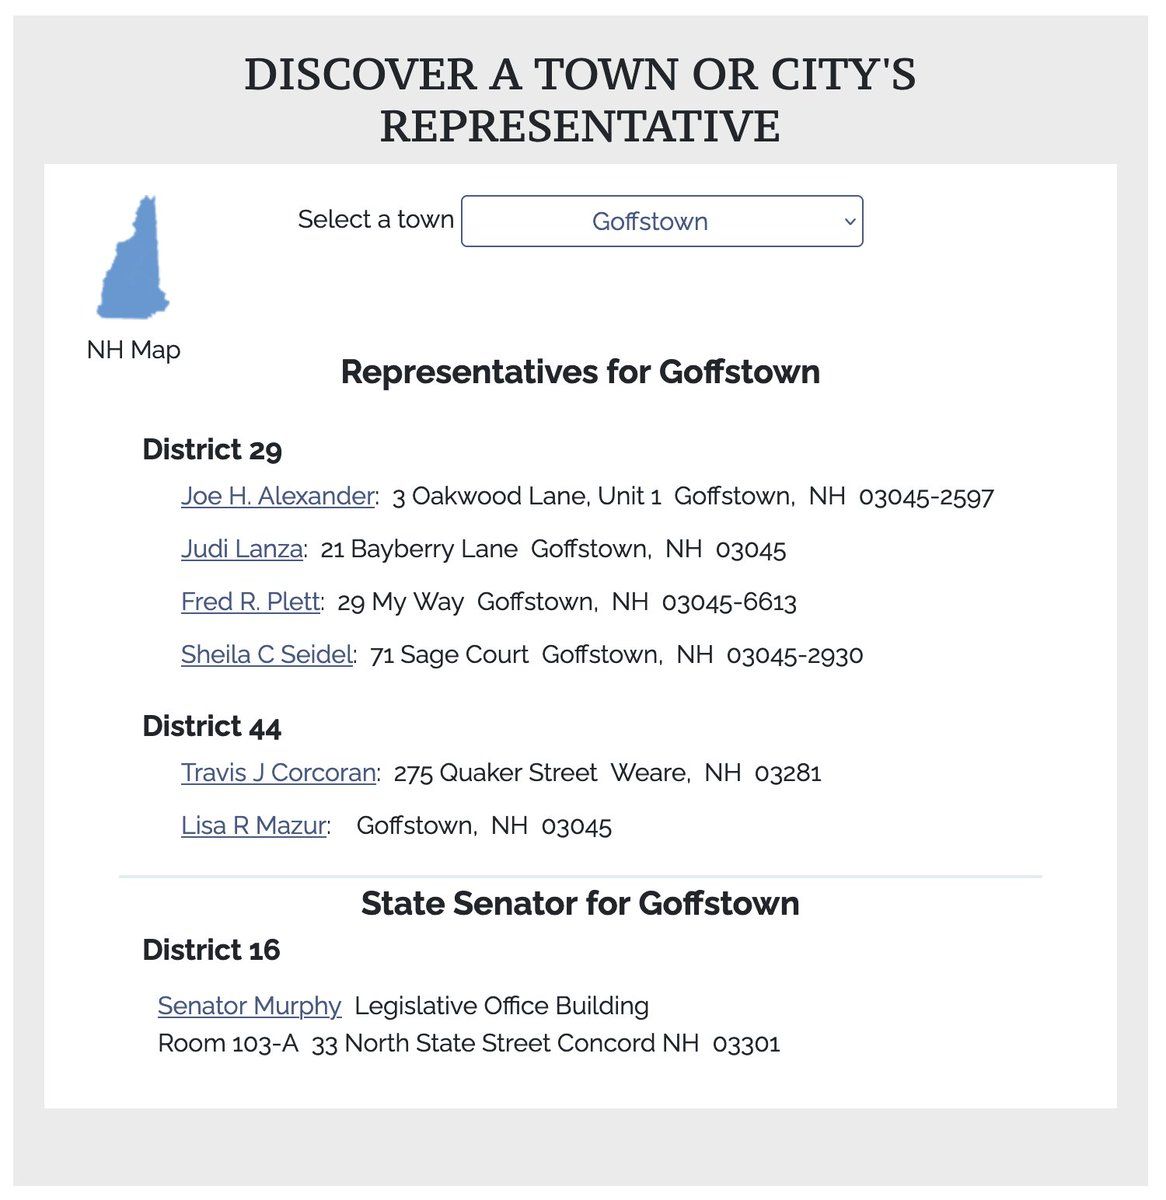 DISCOVER A TOWN OR CITY'S
REPRESENTATIVE
Select a town Goffstown
NH Map
Representatives for Goffstown
District 29
Joe H. Alexander: 3 Oakwood Lane, Unit 1 Goffstown, NH 03045-2597
Judi Lanza: 21 Bayberry Lane Goffstown, NH 03045
Fred R. Plett: 29 My Way Goffstown, NH 03045-6613
Sheila C Seidel: 71 Sage Court Goffstown, NH 03045-2930
District 44
Travis J Corcoran: 275 Quaker Street Weare, NH 03281
Lisa R Mazur: Goffstown, NH 03045
State Senator for Goffstown
District 16
Senator Murphy Legislative Office Building
Room 103-A 33 North State Street Concord NH 03301